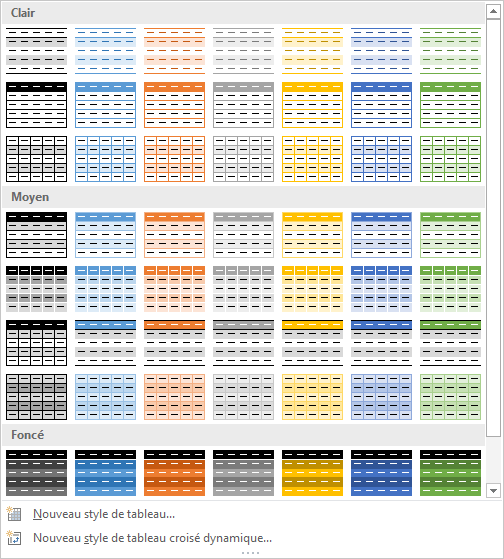 Clair
Moyen
Foncé
Nouveau style de tableau...
Nouveau style de tableau croisé dynamique...